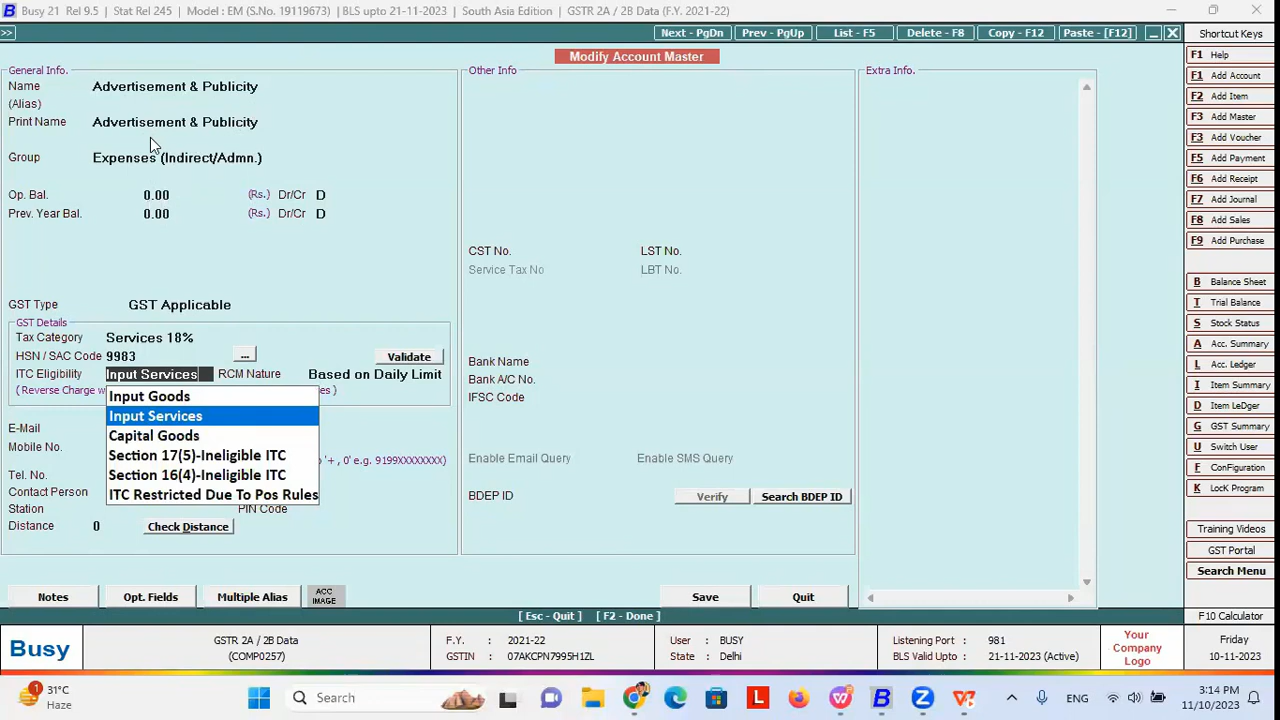 Busy 21 Rel 9.5 | Stat Rel 245 | Model : EM (S.No. 19119673) | BLS upto 21-11-2023 | South Asia Edition | GSTR 2A / 2B Data (F.Y. 2021-22)
>> Next - PgDn Prev - PgUp List - F5 Delete - F8 Copy - F12 Paste - [F12]
Modify Account Master
General Info.
Name Advertisement & Publicity
(Alias)
Print Name Advertisement & Publicity
Group Expenses (Indirect/Admn.)
Op. Bal. 0.00 (Rs.) Dr/Cr D
Prev. Year Bal. 0.00 (Rs.) Dr/Cr D
GST Type GST Applicable
GST Details
Tax Category Services 18%
HSN / SAC Code 9983 ... Validate
ITC Eligibility Input Services RCM Nature Based on Daily Limit
(Reverse Charge w
Input Goods
Input Services
Capital Goods
Section 17(5)-Ineligible ITC
Section 16(4)-Ineligible ITC
ITC Restricted Due To Pos Rules
E-Mail
Mobile No. '+ , 0' e.g. 9199XXXXXXXX)
Tel. No.
Contact Person
Station PIN Code
Distance 0 Check Distance
Other Info
CST No. LST No.
Service Tax No LBT No.
Bank Name
Bank A/C No.
IFSC Code
Enable Email Query Enable SMS Query
BDEP ID Verify Search BDEP ID
Extra Info.
Notes Opt. Fields Multiple Alias ACC IMAGE Save Quit
[ Esc - Quit ] [ F2 - Done ]
Shortcut Keys
F1 Help
F1 Add Account
F2 Add Item
F3 Add Master
F3 Add Voucher
F5 Add Payment
F6 Add Receipt
F7 Add Journal
F8 Add Sales
F9 Add Purchase
B Balance Sheet
T Trial Balance
S Stock Status
A Acc. Summary
L Acc. Ledger
I Item Summary
D Item LeDger
G GST Summary
U Switch User
F ConFiguration
K LocK Program
Training Videos
GST Portal
Search Menu
F10 Calculator
Busy
GSTR 2A / 2B Data
(COMP0257)
F.Y. : 2021-22
GSTIN : 07AKCPN7995H1ZL
User : BUSY
State : Delhi
Listening Port : 981
BLS Valid Upto : 21-11-2023 (Active)
Your
Company
Logo
Friday
10-11-2023
1
31°C
Haze
Search
ENG
3:14 PM
11/10/2023